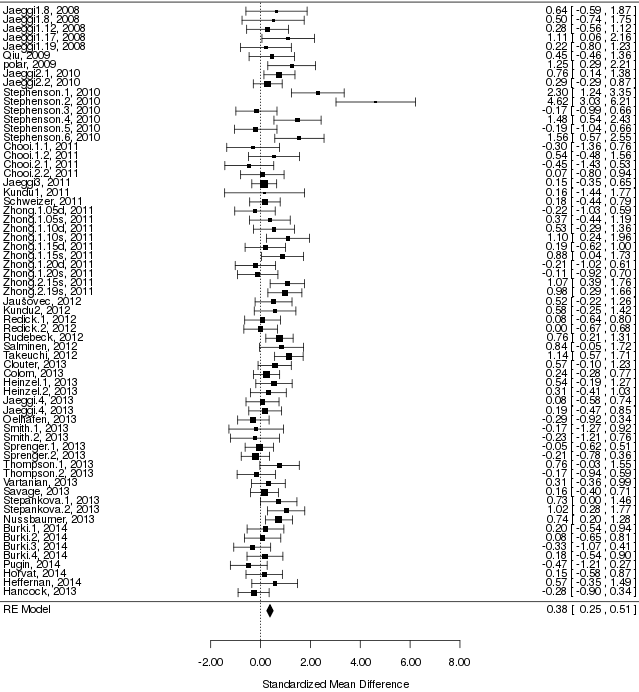 Jaeggi1.8, 2008 0.64 [ -0.59 , 1.87 ]
Jaeggi1.8, 2008 0.50 [ -0.74 , 1.75 ]
Jaeggi1.12, 2008 0.28 [ -0.56 , 1.12 ]
Jaeggi1.17, 2008 1.11 [ 0.06 , 2.16 ]
Jaeggi1.19, 2008 0.22 [ -0.80 , 1.23 ]
Qiu, 2009 0.45 [ -0.46 , 1.36 ]
polar, 2009 1.25 [ 0.29 , 2.21 ]
Jaeggi2.1, 2010 0.76 [ 0.14 , 1.38 ]
Jaeggi2.2, 2010 0.29 [ -0.29 , 0.87 ]
Stephenson.1, 2010 2.30 [ 1.24 , 3.35 ]
Stephenson.2, 2010 4.62 [ 3.03 , 6.21 ]
Stephenson.3, 2010 -0.17 [ -0.99 , 0.66 ]
Stephenson.4, 2010 1.48 [ 0.54 , 2.43 ]
Stephenson.5, 2010 -0.19 [ -1.04 , 0.66 ]
Stephenson.6, 2010 1.56 [ 0.57 , 2.55 ]
Chooi.1.1, 2011 -0.30 [ -1.36 , 0.76 ]
Chooi.1.2, 2011 0.54 [ -0.48 , 1.56 ]
Chooi.2.1, 2011 -0.45 [ -1.43 , 0.53 ]
Chooi.2.2, 2011 0.07 [ -0.80 , 0.94 ]
Jaeggi3, 2011 0.15 [ -0.35 , 0.65 ]
Kundu1, 2011 0.16 [ -1.44 , 1.77 ]
Schweizer, 2011 0.18 [ -0.44 , 0.79 ]
Zhong.1.05d, 2011 -0.22 [ -1.03 , 0.59 ]
Zhong.1.05s, 2011 0.37 [ -0.44 , 1.19 ]
Zhong.1.10d, 2011 0.53 [ -0.29 , 1.36 ]
Zhong.1.10s, 2011 1.10 [ 0.24 , 1.96 ]
Zhong.1.15d, 2011 0.19 [ -0.62 , 1.00 ]
Zhong.1.15s, 2011 0.88 [ 0.04 , 1.73 ]
Zhong.1.20d, 2011 -0.21 [ -1.02 , 0.61 ]
Zhong.1.20s, 2011 -0.11 [ -0.92 , 0.70 ]
Zhong.2.15s, 2011 1.07 [ 0.39 , 1.76 ]
Zhong.2.19s, 2011 0.98 [ 0.29 , 1.66 ]
Jaušovec, 2012 0.52 [ -0.22 , 1.26 ]
Kundu2, 2012 0.58 [ -0.25 , 1.42 ]
Redick.1, 2012 0.08 [ -0.64 , 0.80 ]
Redick.2, 2012 0.00 [ -0.67 , 0.68 ]
Rudebeck, 2012 0.76 [ 0.21 , 1.31 ]
Salminen, 2012 0.84 [ -0.05 , 1.72 ]
Takeuchi, 2012 1.14 [ 0.57 , 1.71 ]
Clouter, 2013 0.57 [ -0.10 , 1.23 ]
Colom, 2013 0.24 [ -0.28 , 0.77 ]
Heinzel.1, 2013 0.54 [ -0.19 , 1.27 ]
Heinzel.2, 2013 0.31 [ -0.41 , 1.03 ]
Jaeggi.4, 2013 0.08 [ -0.58 , 0.74 ]
Jaeggi.4, 2013 0.19 [ -0.47 , 0.85 ]
Oelhafen, 2013 -0.29 [ -0.92 , 0.34 ]
Smith.1, 2013 -0.17 [ -1.27 , 0.92 ]
Smith.2, 2013 -0.23 [ -1.21 , 0.76 ]
Sprenger.1, 2013 -0.05 [ -0.62 , 0.51 ]
Sprenger.2, 2013 -0.21 [ -0.78 , 0.36 ]
Thompson.1, 2013 0.76 [ -0.03 , 1.55 ]
Thompson.2, 2013 -0.17 [ -0.94 , 0.59 ]
Vartanian, 2013 0.31 [ -0.36 , 0.99 ]
Savage, 2013 0.16 [ -0.40 , 0.71 ]
Stepankova.1, 2013 0.73 [ 0.00 , 1.46 ]
Stepankova.2, 2013 1.02 [ 0.28 , 1.77 ]
Nussbaumer, 2013 0.74 [ 0.20 , 1.28 ]
Burki.1, 2014 0.20 [ -0.54 , 0.94 ]
Burki.2, 2014 0.08 [ -0.65 , 0.81 ]
Burki.3, 2014 -0.33 [ -1.07 , 0.41 ]
Burki.4, 2014 0.18 [ -0.54 , 0.90 ]
Pugin, 2014 -0.47 [ -1.21 , 0.27 ]
Horvat, 2014 0.15 [ -0.58 , 0.87 ]
Heffernan, 2014 0.57 [ -0.35 , 1.49 ]
Hancock, 2013 -0.28 [ -0.90 , 0.34 ]
RE Model 0.38 [ 0.25 , 0.51 ]
-2.00 0.00 2.00 4.00 6.00 8.00
Standardized Mean Difference